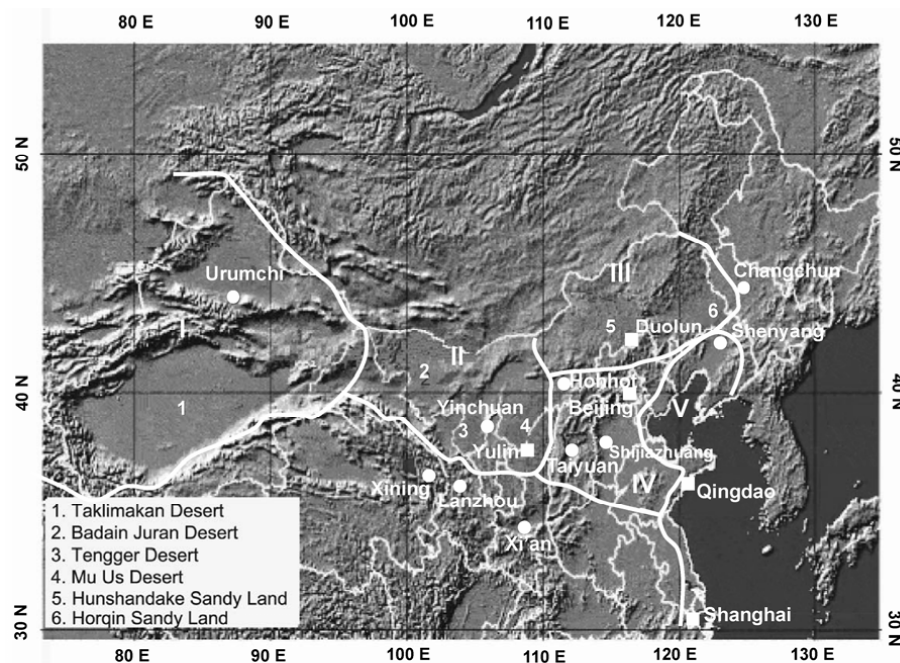 80 E 90 E 100 E 110 E 120 E 130 E
50 N 50 N
III
Urumchi Changchun
6
I 5 Duolun Shenyang
II
2 Hohhot
40 N 40 N
1 Yinchuan Beijing V
3 4
Yulin Taiyuan Shijiazhuang
IV
Xining Lanzhou Qingdao
Xi'an
1. Taklimakan Desert
2. Badain Juran Desert
3. Tengger Desert
4. Mu Us Desert
5. Hunshandake Sandy Land
6. Horqin Sandy Land
Shanghai
30 N 30 N
80 E 90 E 100 E 110 E 120 E 130 E